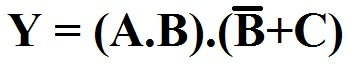 Y = (A.B).(B̅+C)